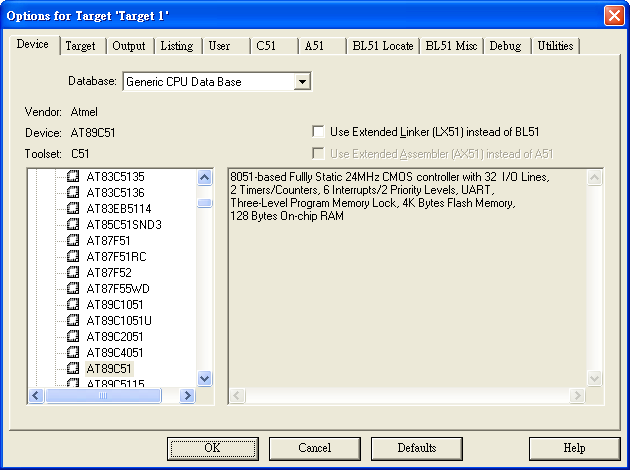 Options for Target 'Target 1'
Device Target Output Listing User C51 A51 BL51 Locate BL51 Misc Debug Utilities
Database: Generic CPU Data Base
Vendor: Atmel
Device: AT89C51
Use Extended Linker (LX51) instead of BL51
Toolset: C51
Use Extended Assembler (AX51) instead of A51
AT83C5135
AT83C5136
AT83EB5114
AT85C51SND3
AT87F51
AT87F51RC
AT87F52
AT87F55WD
AT89C1051
AT89C1051U
AT89C2051
AT89C4051
AT89C51
AT89C5115
8051-based Fullly Static 24MHz CMOS controller with 32 I/O Lines,
2 Timers/Counters, 6 Interrupts/2 Priority Levels, UART,
Three-Level Program Memory Lock, 4K Bytes Flash Memory,
128 Bytes On-chip RAM
OK Cancel Defaults Help